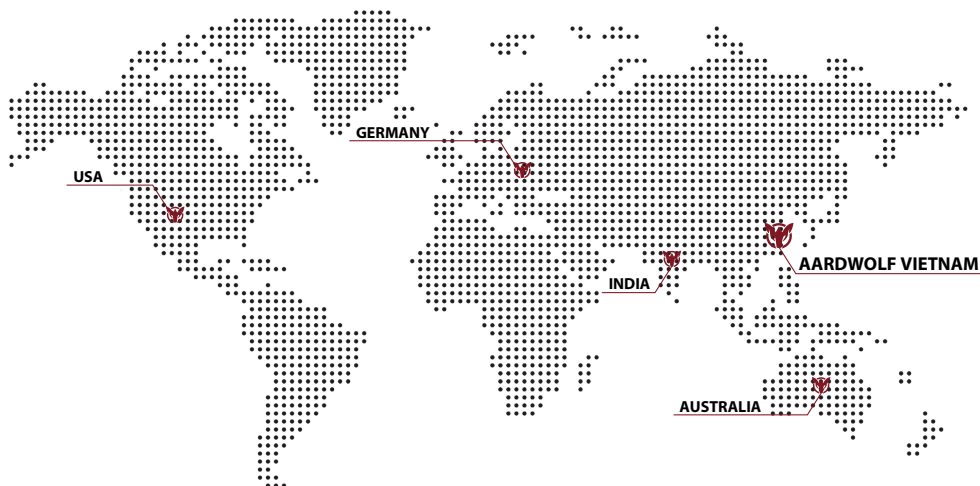 GERMANY
USA
AARDWOLF VIETNAM
INDIA
AUSTRALIA